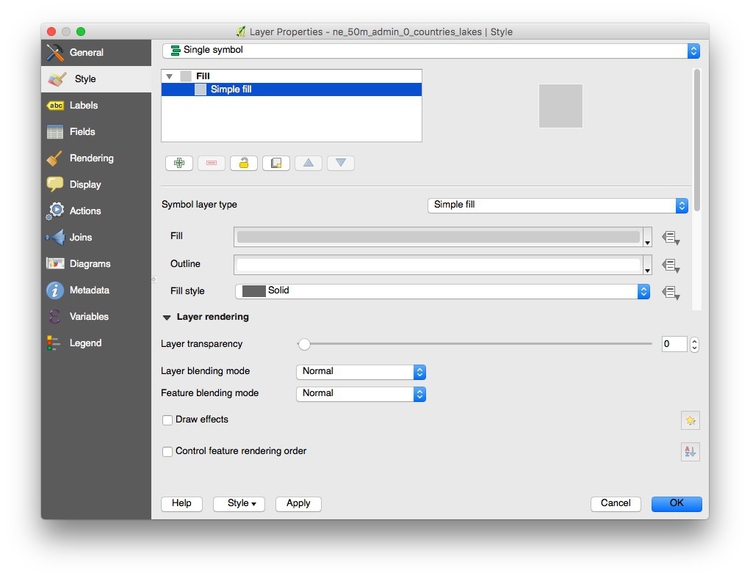 Layer Properties - ne_50m_admin_0_countries_lakes | Style
General
Style
abc Labels
Fields
Rendering
Display
Actions
Joins
Diagrams
Metadata
Variables
Legend
Single symbol
Fill
Simple fill
Symbol layer type
Simple fill
Fill
Outline
Fill style
Solid
Layer rendering
Layer transparency
0
Layer blending mode
Normal
Feature blending mode
Normal
Draw effects
Control feature rendering order
Help
Style
Apply
Cancel
OK